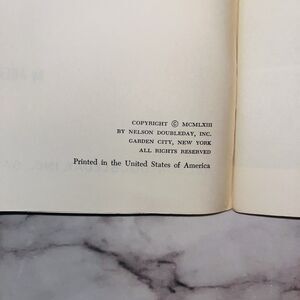 COPYRIGHT © MCMLXIII
BY NELSON DOUBLEDAY, INC.
GARDEN CITY, NEW YORK
ALL RIGHTS RESERVED
Printed in the United States of America